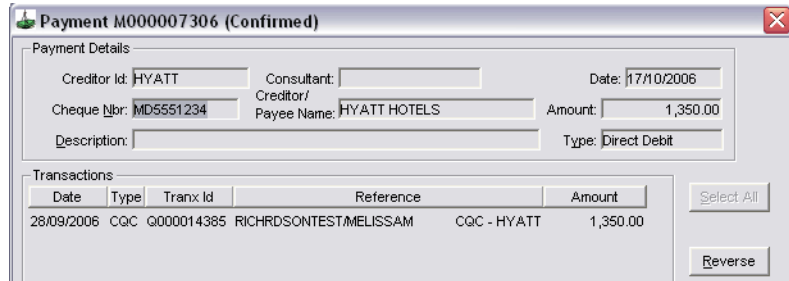 Payment M000007306 (Confirmed)
Payment Details
Creditor Id: HYATT Consultant: Date: 17/10/2006
Cheque Nbr: MD5551234 Creditor/ Payee Name: HYATT HOTELS Amount: 1,350.00
Description: Type: Direct Debit
Transactions
Date Type Tranx Id Reference Amount
28/09/2006 CQC Q000014385 RICHRDSONTEST/MELISSAM CQC - HYATT 1,350.00
Select All
Reverse